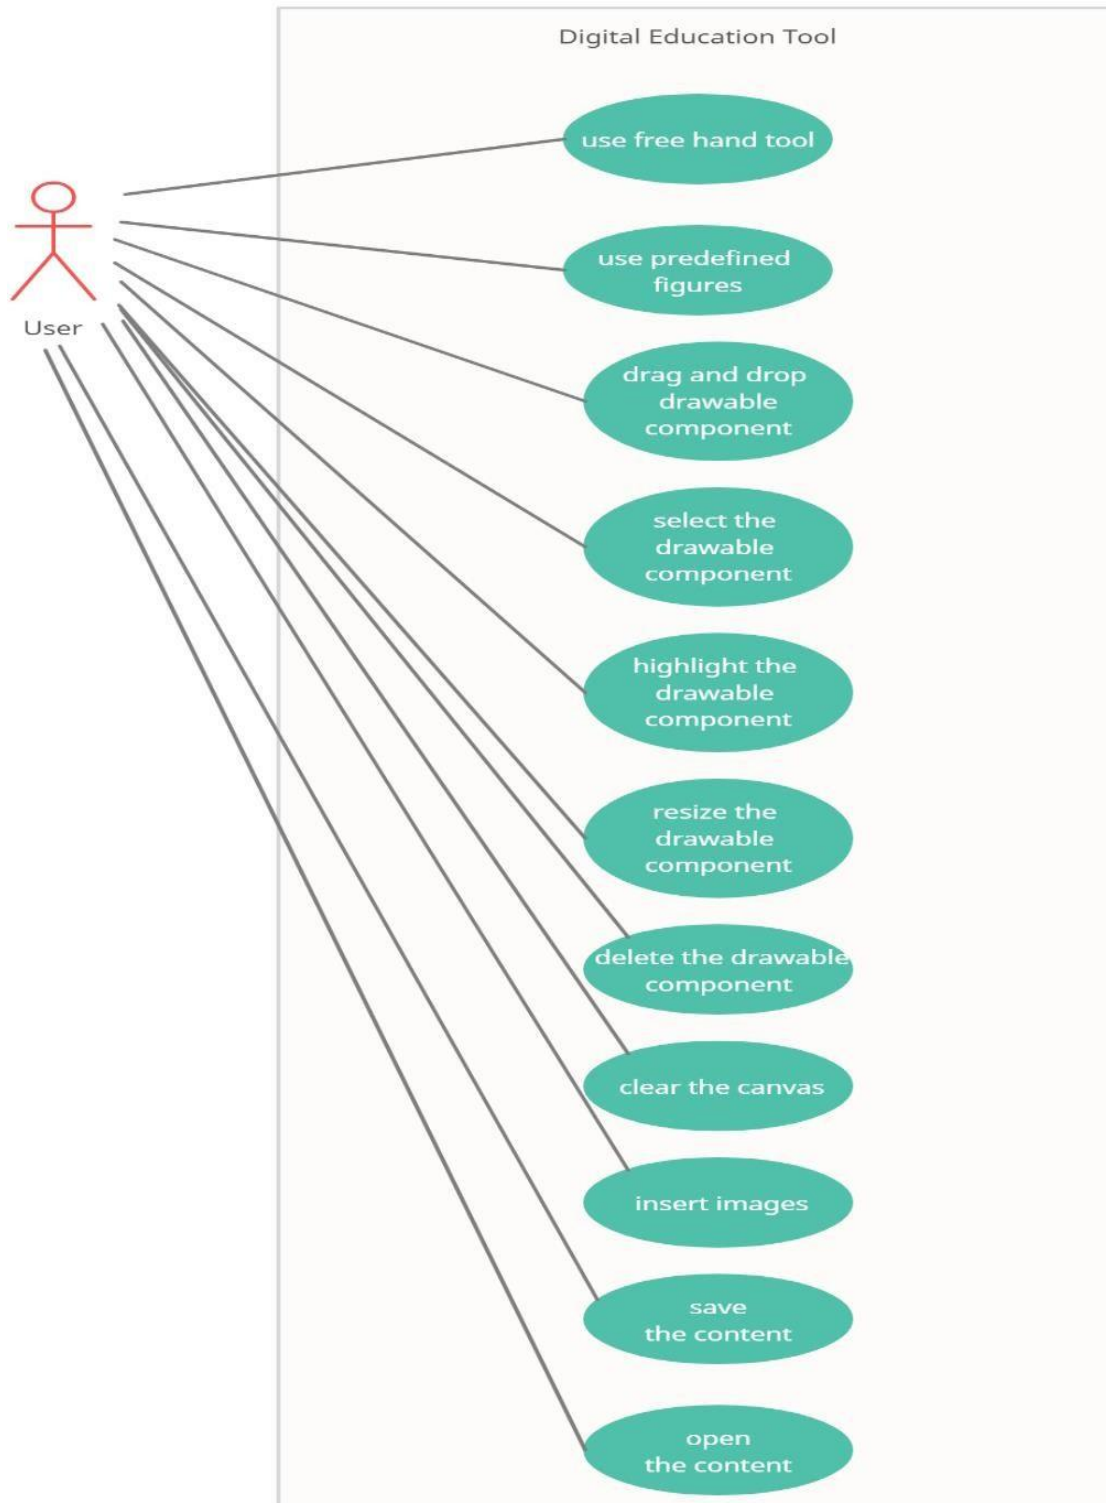 Digital Education Tool
use free hand tool
use predefined
figures
User
drag and drop
drawable
component
select the
drawable
component
highlight the
drawable
component
resize the
drawable
component
delete the drawable
component
clear the canvas
insert images
save
the content
open
the content